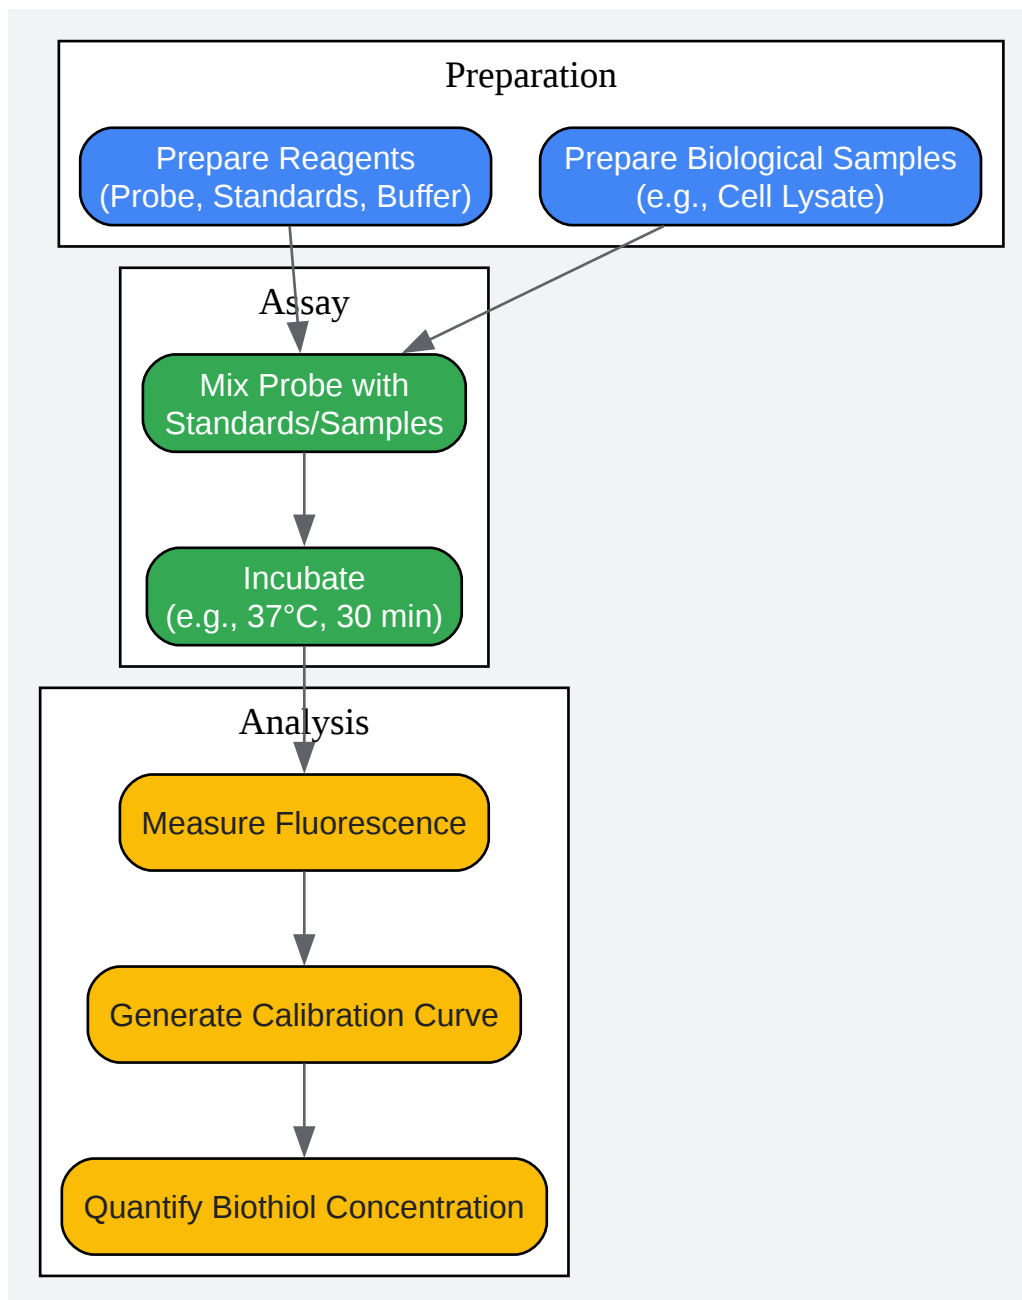 Preparation
Prepare Reagents
(Probe, Standards, Buffer)
Prepare Biological Samples
(e.g., Cell Lysate)
Assay
Mix Probe with
Standards/Samples
Incubate
(e.g., 37°C, 30 min)
Analysis
Measure Fluorescence
Generate Calibration Curve
Quantify Biothiol Concentration